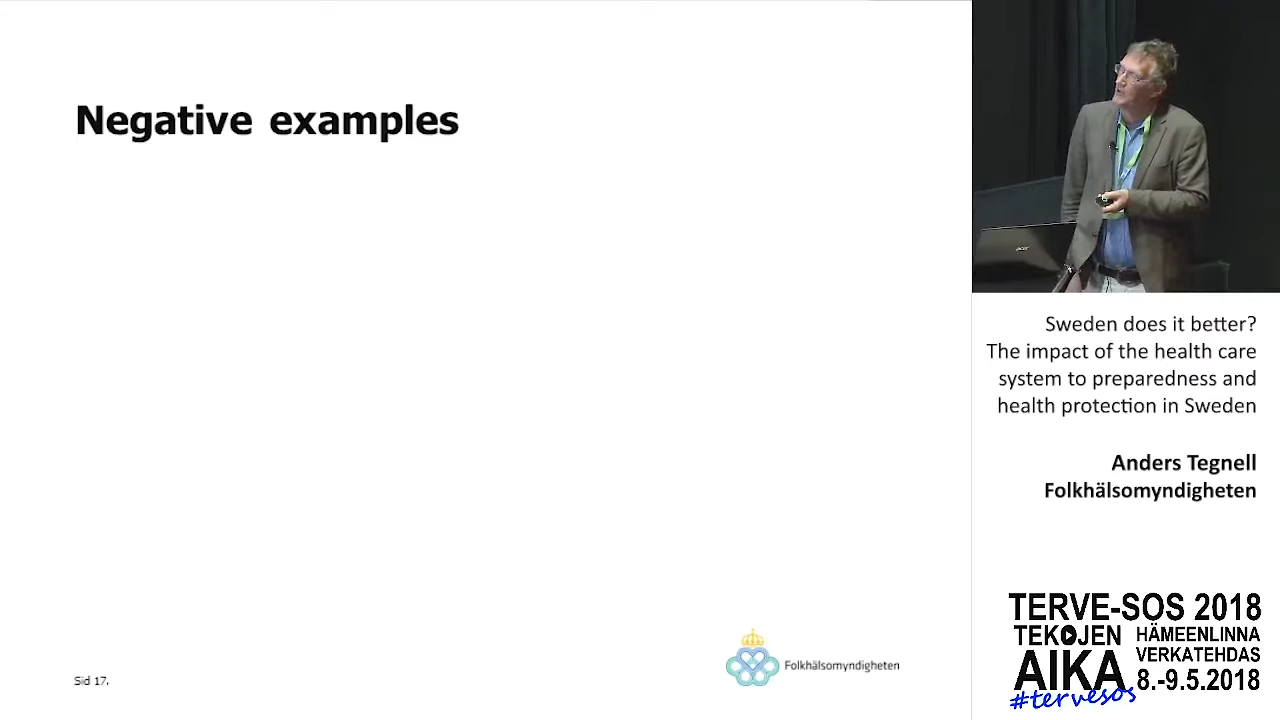 Negative examples
Sid 17.
Folkhälsomyndigheten
acer
Sweden does it better?
The impact of the health care
system to preparedness and
health protection in Sweden
Anders Tegnell
Folkhälsomyndigheten
TERVE-SOS 2018
TEKOJEN
AIKA
HÄMEENLINNA
VERKATEHDAS
8.-9.5.2018
#tervesos